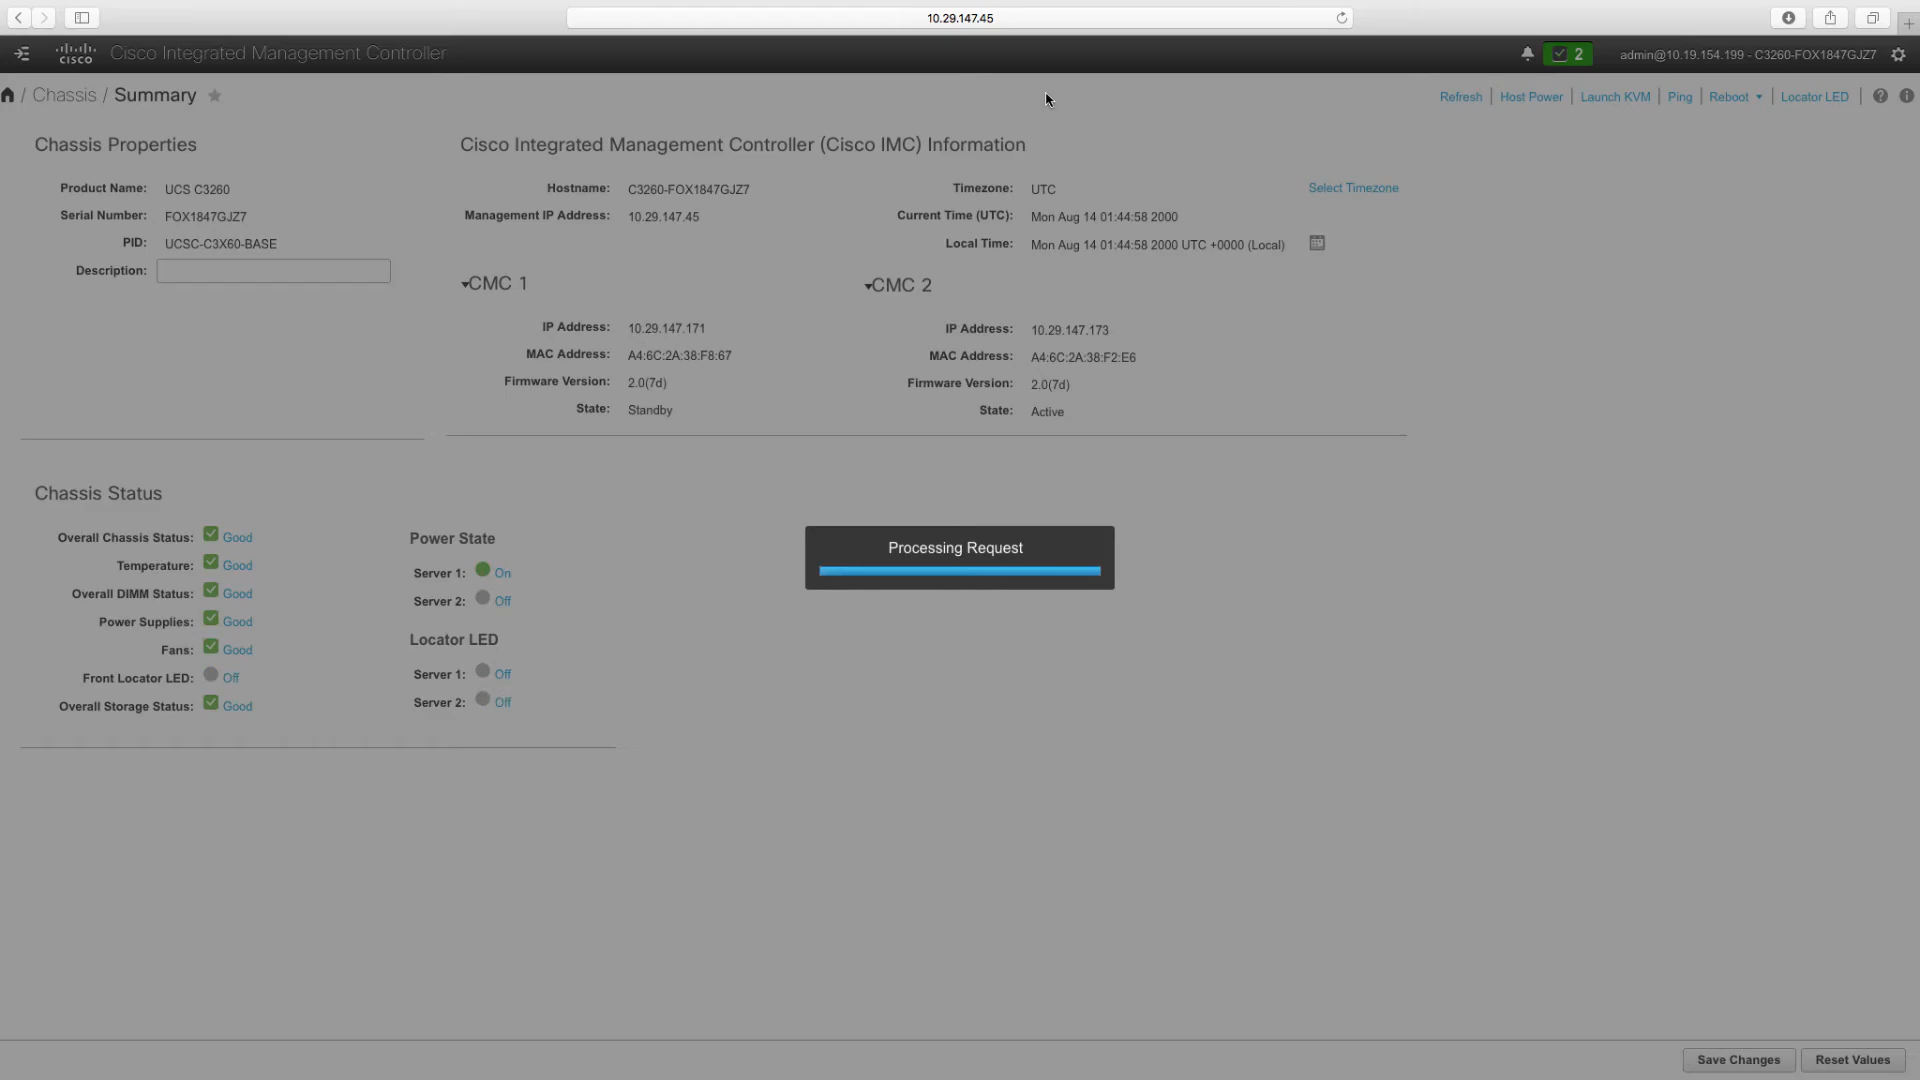 10.29.147.45
cisco Cisco Integrated Management Controller
2 admin@10.19.154.199 - C3260-FOX1847GJZ7
/ Chassis / Summary
Refresh | Host Power | Launch KVM | Ping | Reboot | Locator LED | ? i
Chassis Properties
Product Name: UCS C3260
Serial Number: FOX1847GJZ7
PID: UCSC-C3X60-BASE
Description:
Cisco Integrated Management Controller (Cisco IMC) Information
Hostname: C3260-FOX1847GJZ7
Management IP Address: 10.29.147.45
Timezone: UTC Select Timezone
Current Time (UTC): Mon Aug 14 01:44:58 2000
Local Time: Mon Aug 14 01:44:58 2000 UTC +0000 (Local)
CMC 1
IP Address: 10.29.147.171
MAC Address: A4:6C:2A:38:F8:67
Firmware Version: 2.0(7d)
State: Standby
CMC 2
IP Address: 10.29.147.173
MAC Address: A4:6C:2A:38:F2:E6
Firmware Version: 2.0(7d)
State: Active
Chassis Status
Overall Chassis Status: Good
Temperature: Good
Overall DIMM Status: Good
Power Supplies: Good
Fans: Good
Front Locator LED: Off
Overall Storage Status: Good
Power State
Server 1: On
Server 2: Off
Locator LED
Server 1: Off
Server 2: Off
Processing Request
Save Changes Reset Values